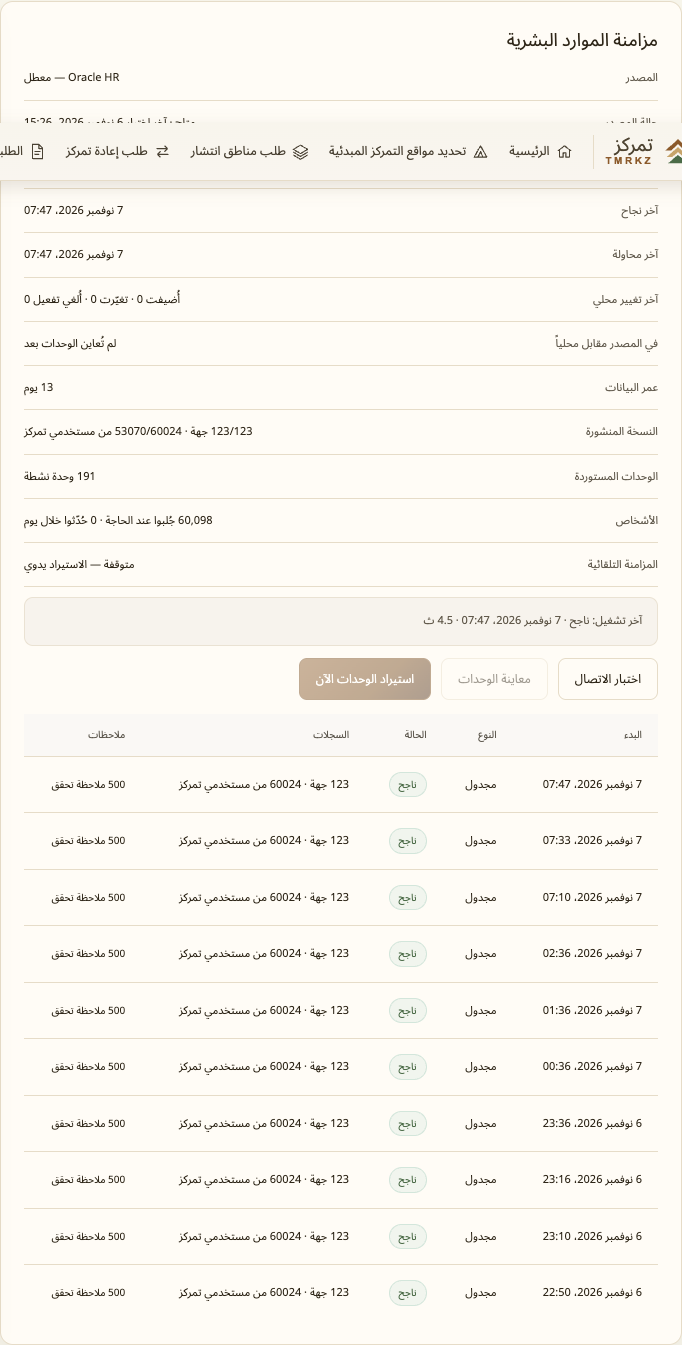 مزامنة الموارد البشرية
المصدر
Oracle HR — معطل
تمركز
TMRKZ
الرئيسية
تحديد مواقع التمركز المبدئية
طلب مناطق انتشار
طلب إعادة تمركز
الطلب
آخر نجاح
7 نوفمبر 2026، 07:47
آخر محاولة
7 نوفمبر 2026، 07:47
آخر تغيير محلي
أُضيفت 0 · تغيّرت 0 · أُلغي تفعيل 0
في المصدر مقابل محلياً
لم تُعاين الوحدات بعد
عمر البيانات
13 يوم
النسخة المنشورة
123/123 جهة · 53070/60024 من مستخدمي تمركز
الوحدات المستوردة
191 وحدة نشطة
الأشخاص
60,098 جُلبوا عند الحاجة · 0 حُدّثوا خلال يوم
المزامنة التلقائية
متوقفة — الاستيراد يدوي
آخر تشغيل: ناجح · 7 نوفمبر 2026، 07:47 · 4.5 ث
اختبار الاتصال
معاينة الوحدات
استيراد الوحدات الآن
البدء النوع الحالة السجلات ملاحظات
7 نوفمبر 2026، 07:47 مجدول ناجح 123 جهة · 60024 من مستخدمي تمركز 500 ملاحظة تحقق
7 نوفمبر 2026، 07:33 مجدول ناجح 123 جهة · 60024 من مستخدمي تمركز 500 ملاحظة تحقق
7 نوفمبر 2026، 07:10 مجدول ناجح 123 جهة · 60024 من مستخدمي تمركز 500 ملاحظة تحقق
7 نوفمبر 2026، 02:36 مجدول ناجح 123 جهة · 60024 من مستخدمي تمركز 500 ملاحظة تحقق
7 نوفمبر 2026، 01:36 مجدول ناجح 123 جهة · 60024 من مستخدمي تمركز 500 ملاحظة تحقق
7 نوفمبر 2026، 00:36 مجدول ناجح 123 جهة · 60024 من مستخدمي تمركز 500 ملاحظة تحقق
6 نوفمبر 2026، 23:36 مجدول ناجح 123 جهة · 60024 من مستخدمي تمركز 500 ملاحظة تحقق
6 نوفمبر 2026، 23:16 مجدول ناجح 123 جهة · 60024 من مستخدمي تمركز 500 ملاحظة تحقق
6 نوفمبر 2026، 23:10 مجدول ناجح 123 جهة · 60024 من مستخدمي تمركز 500 ملاحظة تحقق
6 نوفمبر 2026، 22:50 مجدول ناجح 123 جهة · 60024 من مستخدمي تمركز 500 ملاحظة تحقق